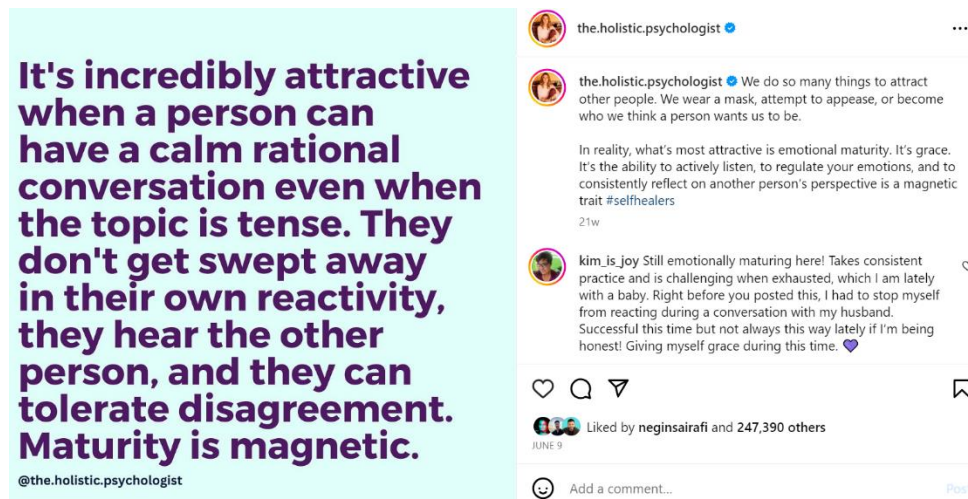 It's incredibly attractive
when a person can
have a calm rational
conversation even when
the topic is tense. They
don't get swept away
in their own reactivity,
they hear the other
person, and they can
tolerate disagreement.
Maturity is magnetic.
@the.holistic.psychologist
the.holistic.psychologist
the.holistic.psychologist We do so many things to attract
other people. We wear a mask, attempt to appease, or become
who we think a person wants us to be.
In reality, what's most attractive is emotional maturity. It's grace.
It's the ability to actively listen, to regulate your emotions, and to
consistently reflect on another person's perspective is a magnetic
trait #selfhealers
21w
kim_is_joy Still emotionally maturing here! Takes consistent
practice and is challenging when exhausted, which I am lately
with a baby. Right before you posted this, I had to stop myself
from reacting during a conversation with my husband.
Successful this time but not always this way lately if I'm being
honest! Giving myself grace during this time. 💜
Liked by neginsairafi and 247,390 others
JUNE 9
Add a comment...
Pos